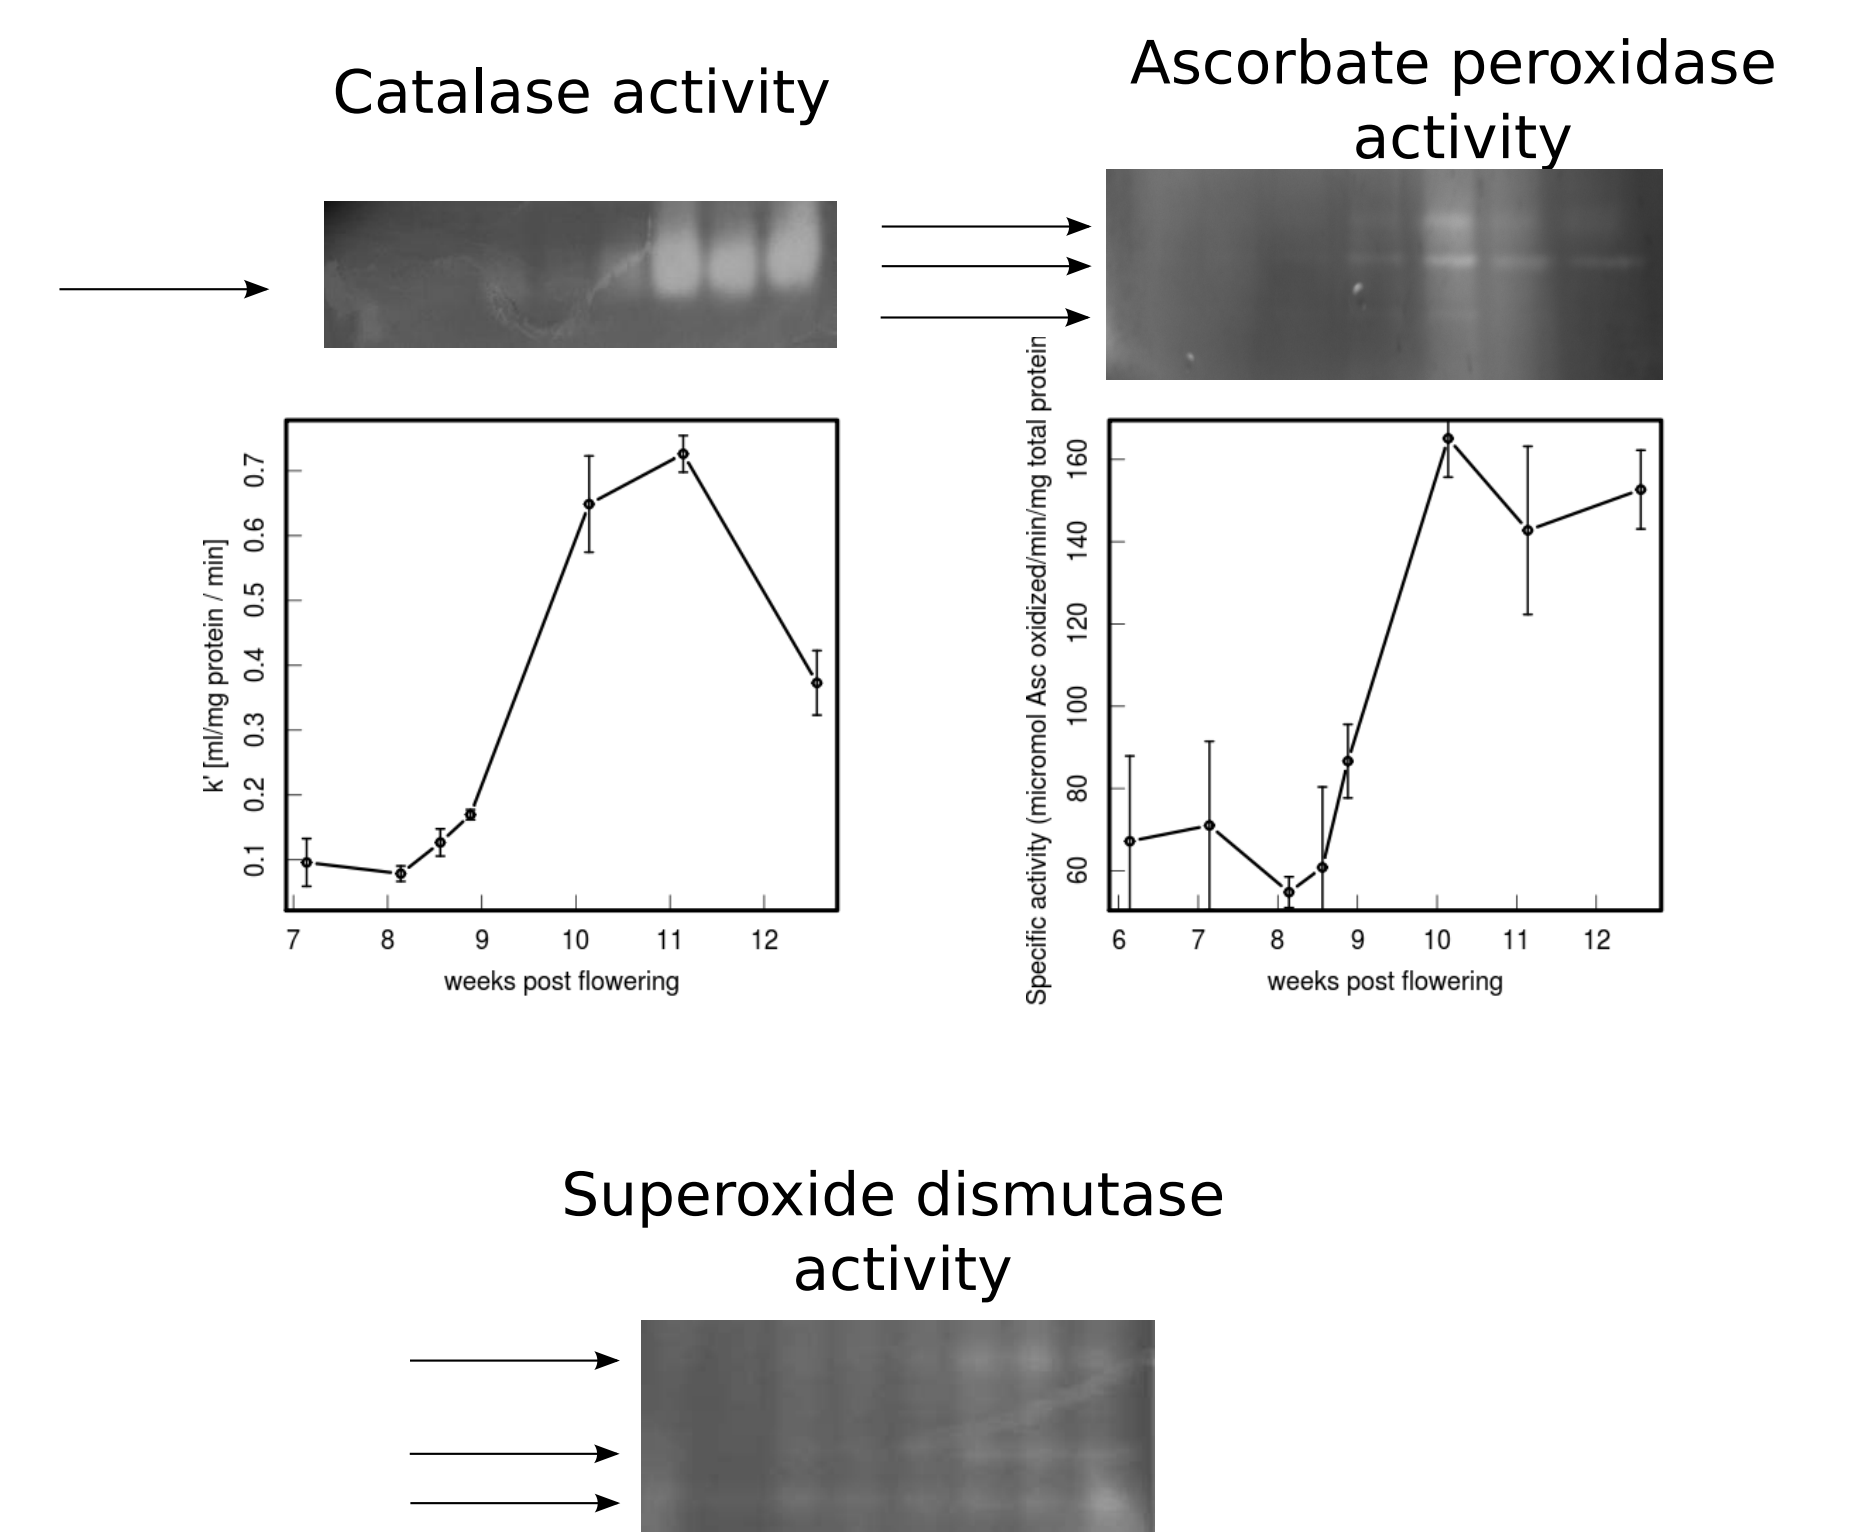 Catalase activity
Ascorbate peroxidase
activity
k' [ml/mg protein / min]
0.7
0.6
0.5
0.4
0.3
0.2
0.1
7 8 9 10 11 12
weeks post flowering
Specific activity (micromol Asc oxidized/min/mg total protein
160
140
120
100
80
60
6 7 8 9 10 11 12
weeks post flowering
Superoxide dismutase
activity